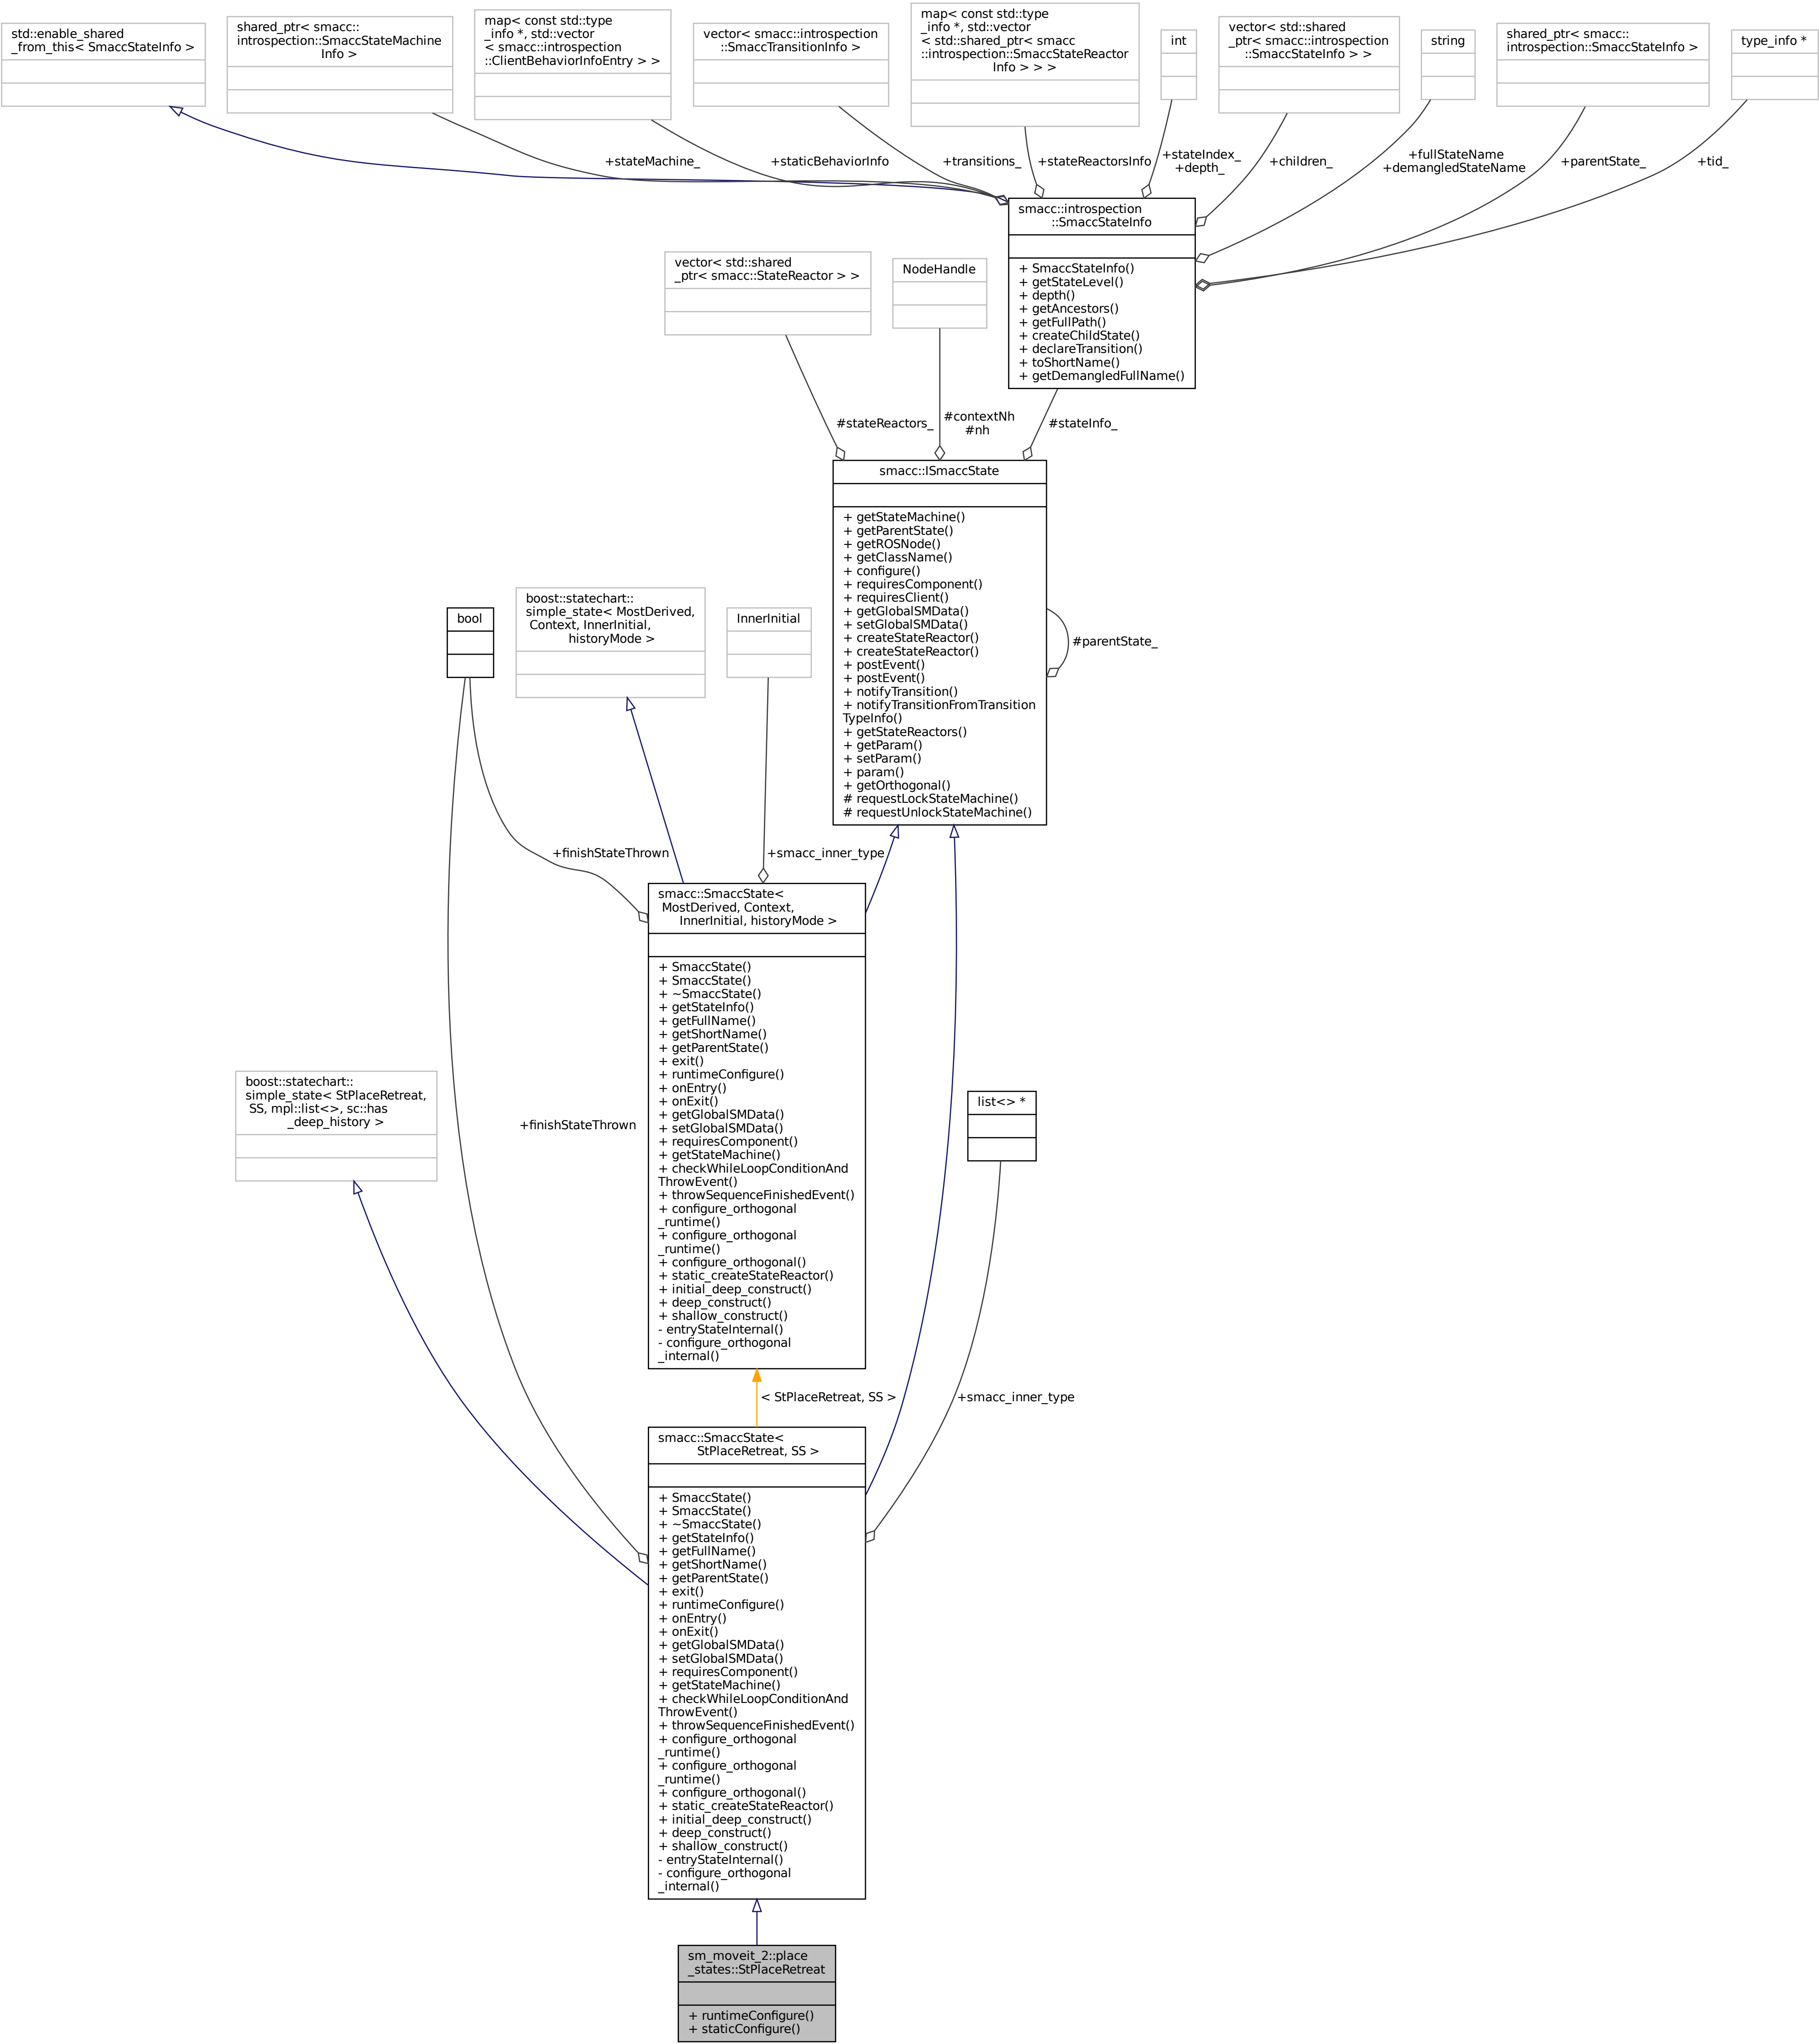 std::enable_shared
_from_this< SmaccStateInfo >
shared_ptr< smacc::
introspection::SmaccStateMachine
Info >
map< const std::type
_info *, std::vector
< smacc::introspection
::ClientBehaviorInfoEntry > >
vector< smacc::introspection
::SmaccTransitionInfo >
map< const std::type
_info *, std::vector
< std::shared_ptr< smacc
::introspection::SmaccStateReactor
Info > > >
int
vector< std::shared
_ptr< smacc::introspection
::SmaccStateInfo > >
string
shared_ptr< smacc::
introspection::SmaccStateInfo >
type_info *
+stateMachine_
+staticBehaviorInfo
+transitions_
+stateReactorsInfo
+stateIndex_
+depth_
+children_
+fullStateName
+demangledStateName
+parentState_
+tid_
smacc::introspection
::SmaccStateInfo
+ SmaccStateInfo()
+ getStateLevel()
+ depth()
+ getAncestors()
+ getFullPath()
+ createChildState()
+ declareTransition()
+ toShortName()
+ getDemangledFullName()
vector< std::shared
_ptr< smacc::StateReactor > >
NodeHandle
#stateReactors_
#contextNh
#nh
#stateInfo_
smacc::ISmaccState
+ getStateMachine()
+ getParentState()
+ getROSNode()
+ getClassName()
+ configure()
+ requiresComponent()
+ requiresClient()
+ getGlobalSMData()
+ setGlobalSMData()
+ createStateReactor()
+ createStateReactor()
+ postEvent()
+ postEvent()
+ notifyTransition()
+ notifyTransitionFromTransition
TypeInfo()
+ getStateReactors()
+ getParam()
+ setParam()
+ param()
+ getOrthogonal()
# requestLockStateMachine()
# requestUnlockStateMachine()
#parentState_
bool
boost::statechart::
simple_state< MostDerived,
Context, InnerInitial,
historyMode >
InnerInitial
+finishStateThrown
+smacc_inner_type
smacc::SmaccState<
MostDerived, Context,
InnerInitial, historyMode >
+ SmaccState()
+ SmaccState()
+ ~SmaccState()
+ getStateInfo()
+ getFullName()
+ getShortName()
+ getParentState()
+ exit()
+ runtimeConfigure()
+ onEntry()
+ onExit()
+ getGlobalSMData()
+ setGlobalSMData()
+ requiresComponent()
+ getStateMachine()
+ checkWhileLoopConditionAnd
ThrowEvent()
+ throwSequenceFinishedEvent()
+ configure_orthogonal
_runtime()
+ configure_orthogonal
_runtime()
+ configure_orthogonal()
+ static_createStateReactor()
+ initial_deep_construct()
+ deep_construct()
+ shallow_construct()
- entryStateInternal()
- configure_orthogonal
_internal()
boost::statechart::
simple_state< StPlaceRetreat,
SS, mpl::list<>, sc::has
_deep_history >
+finishStateThrown
list<> *
< StPlaceRetreat, SS >
+smacc_inner_type
smacc::SmaccState<
StPlaceRetreat, SS >
+ SmaccState()
+ SmaccState()
+ ~SmaccState()
+ getStateInfo()
+ getFullName()
+ getShortName()
+ getParentState()
+ exit()
+ runtimeConfigure()
+ onEntry()
+ onExit()
+ getGlobalSMData()
+ setGlobalSMData()
+ requiresComponent()
+ getStateMachine()
+ checkWhileLoopConditionAnd
ThrowEvent()
+ throwSequenceFinishedEvent()
+ configure_orthogonal
_runtime()
+ configure_orthogonal
_runtime()
+ configure_orthogonal()
+ static_createStateReactor()
+ initial_deep_construct()
+ deep_construct()
+ shallow_construct()
- entryStateInternal()
- configure_orthogonal
_internal()
sm_moveit_2::place
_states::StPlaceRetreat
+ runtimeConfigure()
+ staticConfigure()